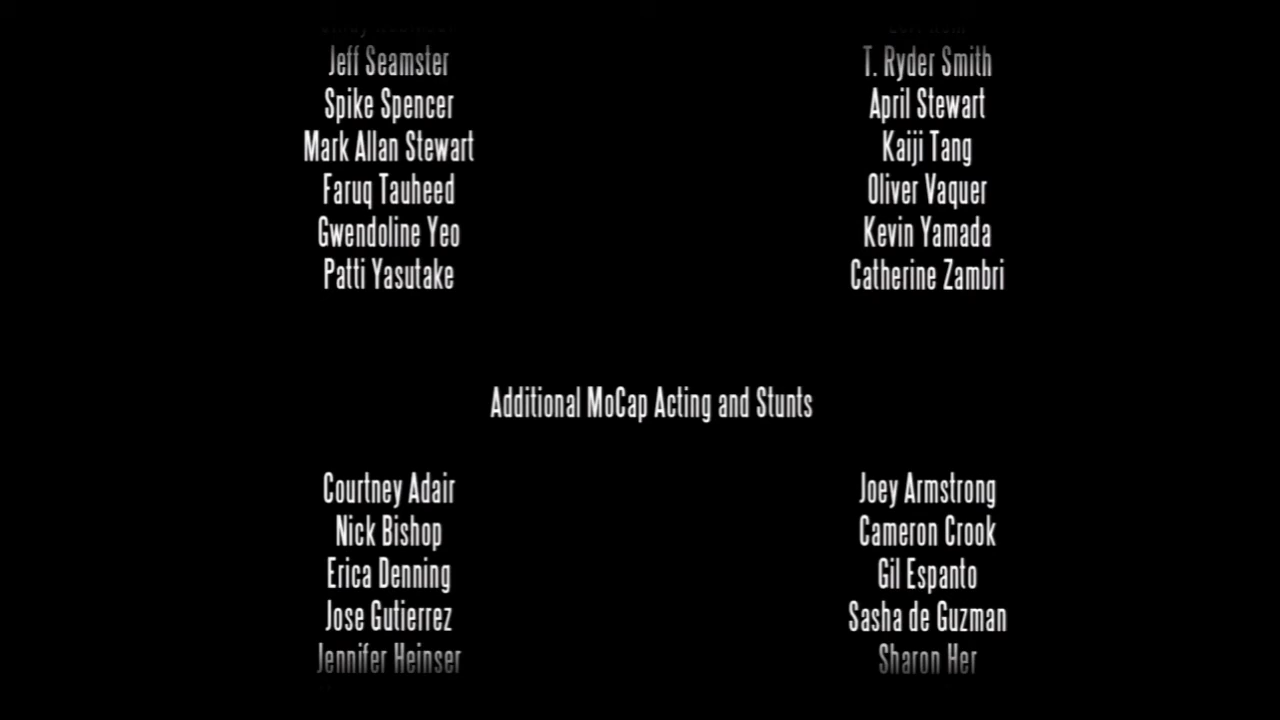 Jeff Seamster T. Ryder Smith
Spike Spencer April Stewart
Mark Allan Stewart Kaiji Tang
Faruq Tauheed Oliver Vaquer
Gwendoline Yeo Kevin Yamada
Patti Yasutake Catherine Zambri
Additional MoCap Acting and Stunts
Courtney Adair Joey Armstrong
Nick Bishop Cameron Crook
Erica Denning Gil Espanto
Jose Gutierrez Sasha de Guzman
Jennifer Heinser Sharon Her